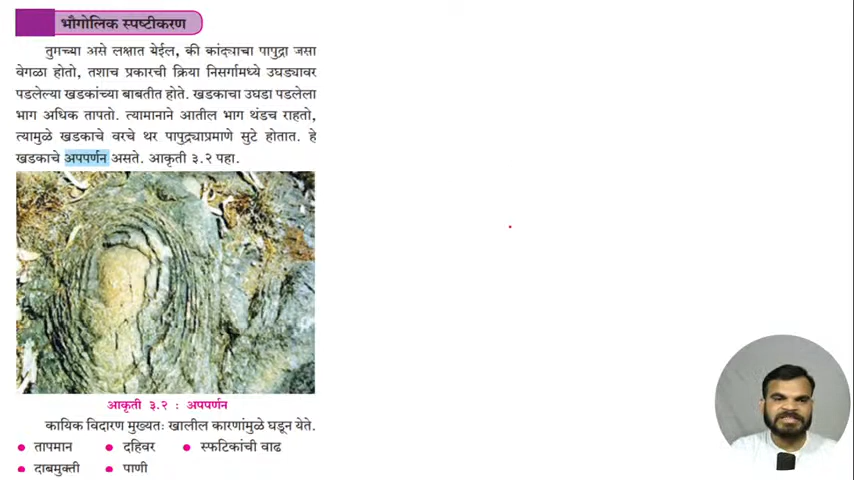 भौगोलिक स्पष्टीकरण
तुमच्या असे लक्षात येईल, की कांद्याचा पापुद्रा जसा
वेगळा होतो, तशाच प्रकारची क्रिया निसर्गामध्ये उघड्यावर
पडलेल्या खडकांच्या बाबतीत होते. खडकाचा उघडा पडलेला
भाग अधिक तापतो. त्यामानाने आतील भाग थंडच राहतो,
त्यामुळे खडकाचे वरचे थर पापुद्र्याप्रमाणे सुटे होतात. हे
खडकाचे अपपर्णन असते. आकृती ३.२ पहा.
आकृती ३.२ : अपपर्णन
कायिक विदारण मुख्यतः खालील कारणांमुळे घडून येते.
• तापमान • दहिवर • स्फटिकांची वाढ
• दाबमुक्ती • पाणी